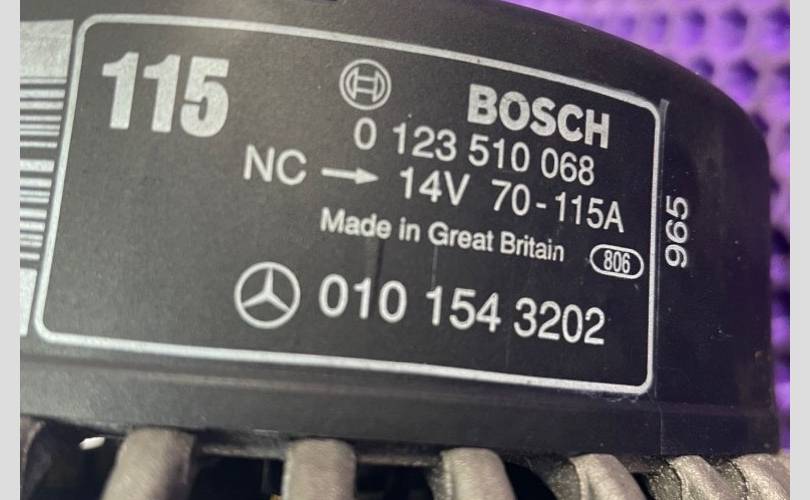 115
BOSCH
0 123 510 068
NC → 14V 70-115A
Made in Great Britain 806
010 154 3202
965